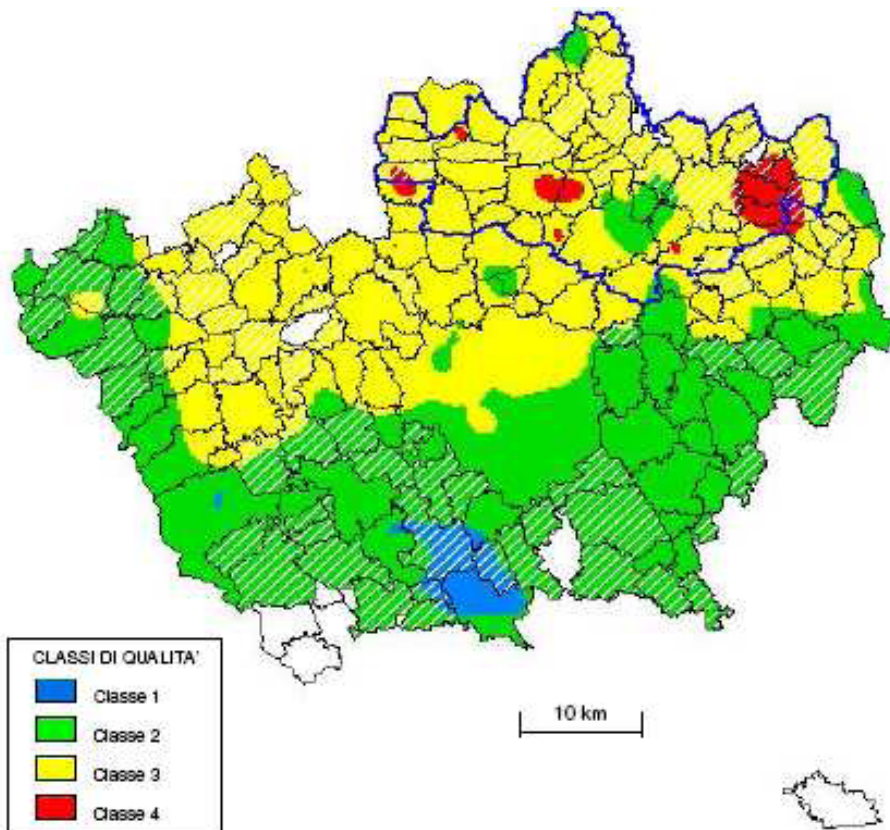 CLASSI DI QUALITA'
Classe 1
Classe 2
Classe 3
Classe 4
10 km